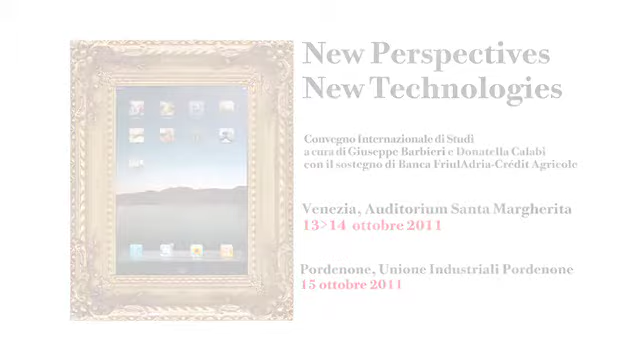 New Perspectives
New Technologies
Convegno Internazionale di Studi
a cura di Giuseppe Barbieri e Donatella Calabi
con il sostegno di Banca FriulAdria-Crédit Agricole
Venezia, Auditorium Santa Margherita
13>14 ottobre 2011
Pordenone, Unione Industriali Pordenone
15 ottobre 2011